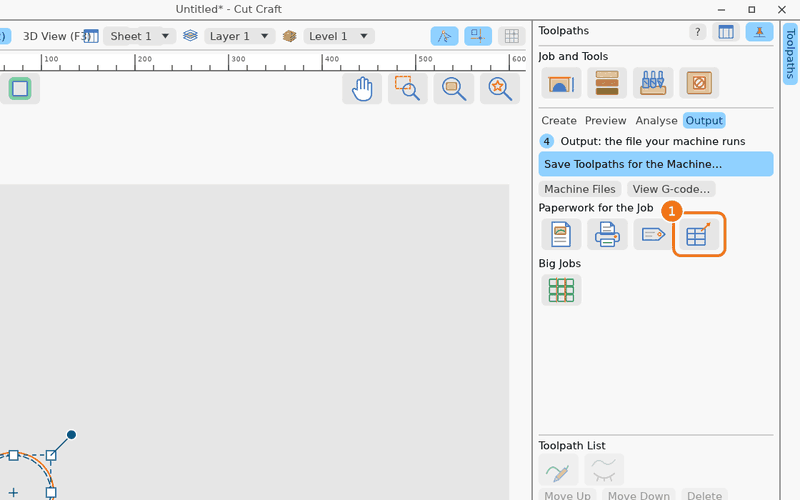 Untitled* - Cut Craft
3D View (F3)
Sheet 1
Layer 1
Level 1
Toolpaths
?
Toolpaths
100
200
300
400
500
600
Job and Tools
Create
Preview
Analyse
Output
4 Output: the file your machine runs
Save Toolpaths for the Machine...
Machine Files
View G-code...
Paperwork for the Job
1
Big Jobs
Toolpath List
Move Up
Move Down
Delete